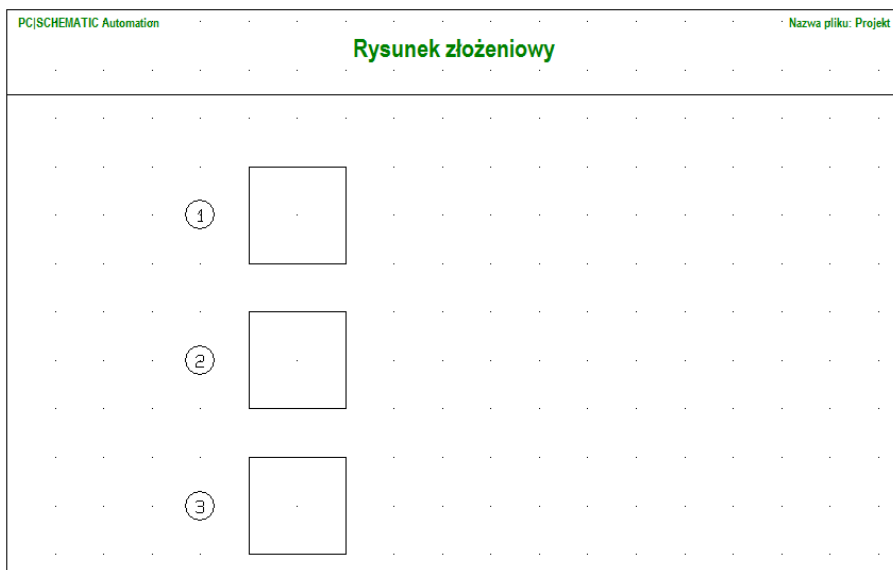 PC|SCHEMATIC Automation
Nazwa pliku: Projekt
Rysunek złożeniowy
1
2
3